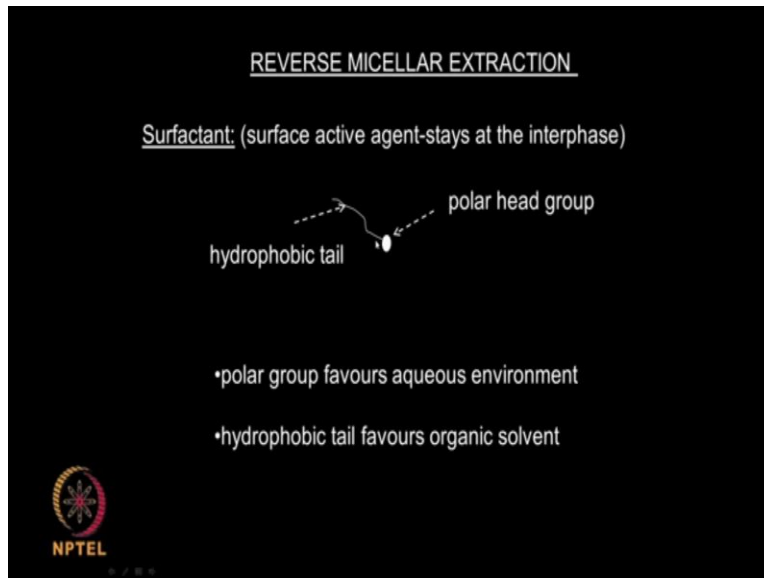 REVERSE MICELLAR EXTRACTION
Surfactant: (surface active agent-stays at the interphase)
polar head group
hydrophobic tail
•polar group favours aqueous environment
•hydrophobic tail favours organic solvent
NPTEL